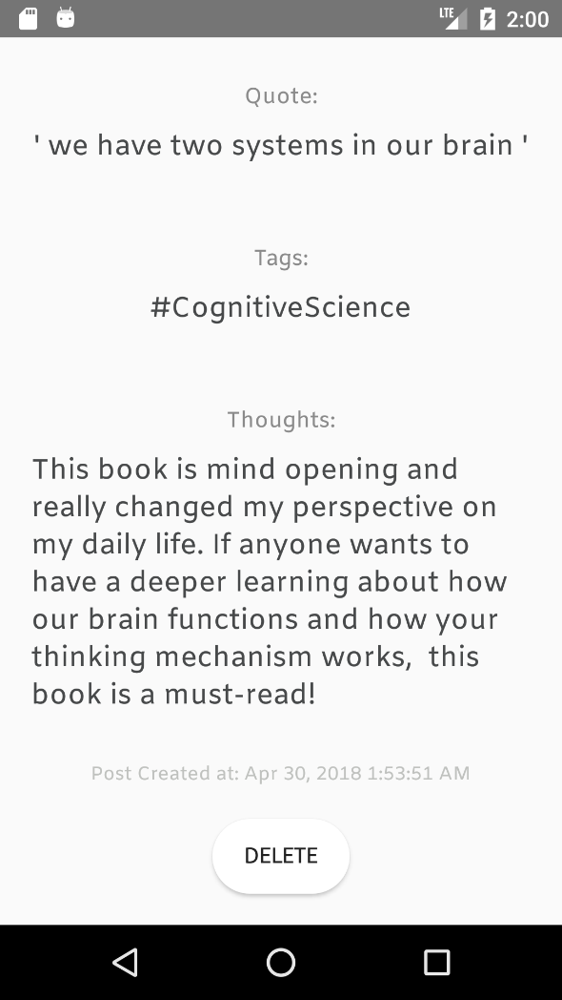 LTE 2:00
Quote:
' we have two systems in our brain '
Tags:
#CognitiveScience
Thoughts:
This book is mind opening and
really changed my perspective on
my daily life. If anyone wants to
have a deeper learning about how
our brain functions and how your
thinking mechanism works,  this
book is a must-read!
Post Created at: Apr 30, 2018 1:53:51 AM
DELETE